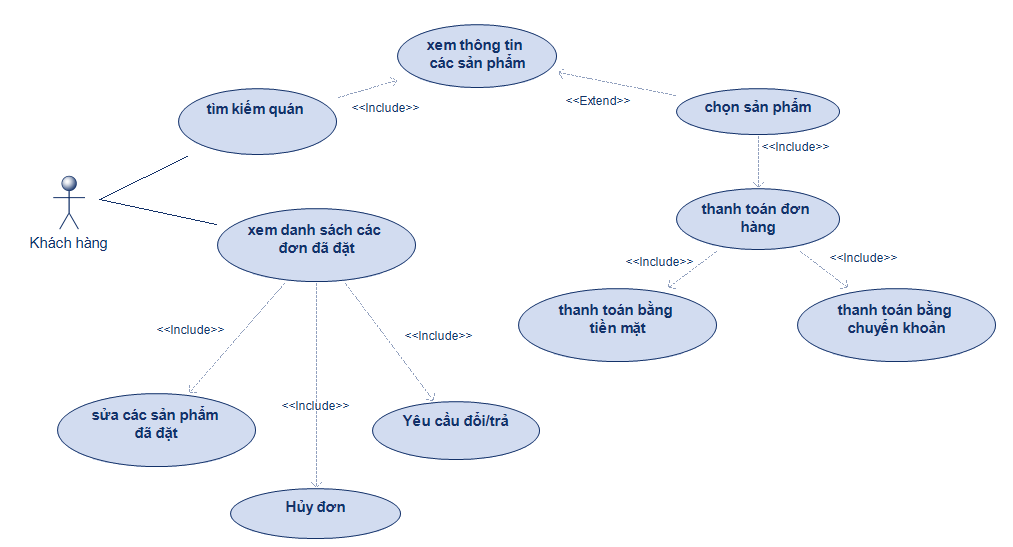 xem thông tin
các sản phẩm
<<Include>>
<<Extend>>
tìm kiếm quán
chọn sản phẩm
<<Include>>
Khách hàng
xem danh sách các
đơn đã đặt
thanh toán đơn
hàng
<<Include>>
<<Include>>
thanh toán bằng
tiền mặt
thanh toán bằng
chuyển khoản
<<Include>>
<<Include>>
<<Include>>
sửa các sản phẩm
đã đặt
Yêu cầu đổi/trả
Hủy đơn